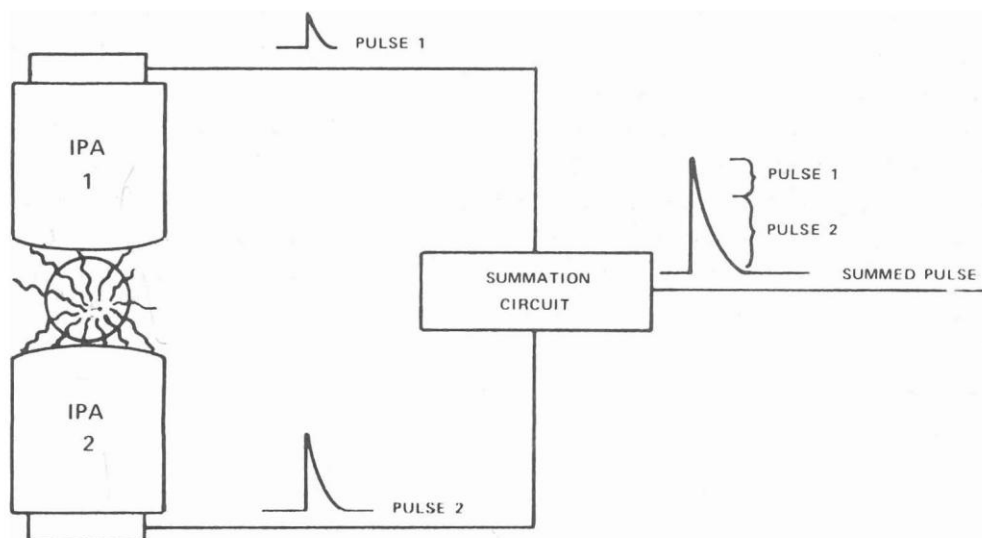 PULSE 1
IPA
1
PULSE 1
PULSE 2
SUMMATION
CIRCUIT
SUMMED PULSE
IPA
2
PULSE 2